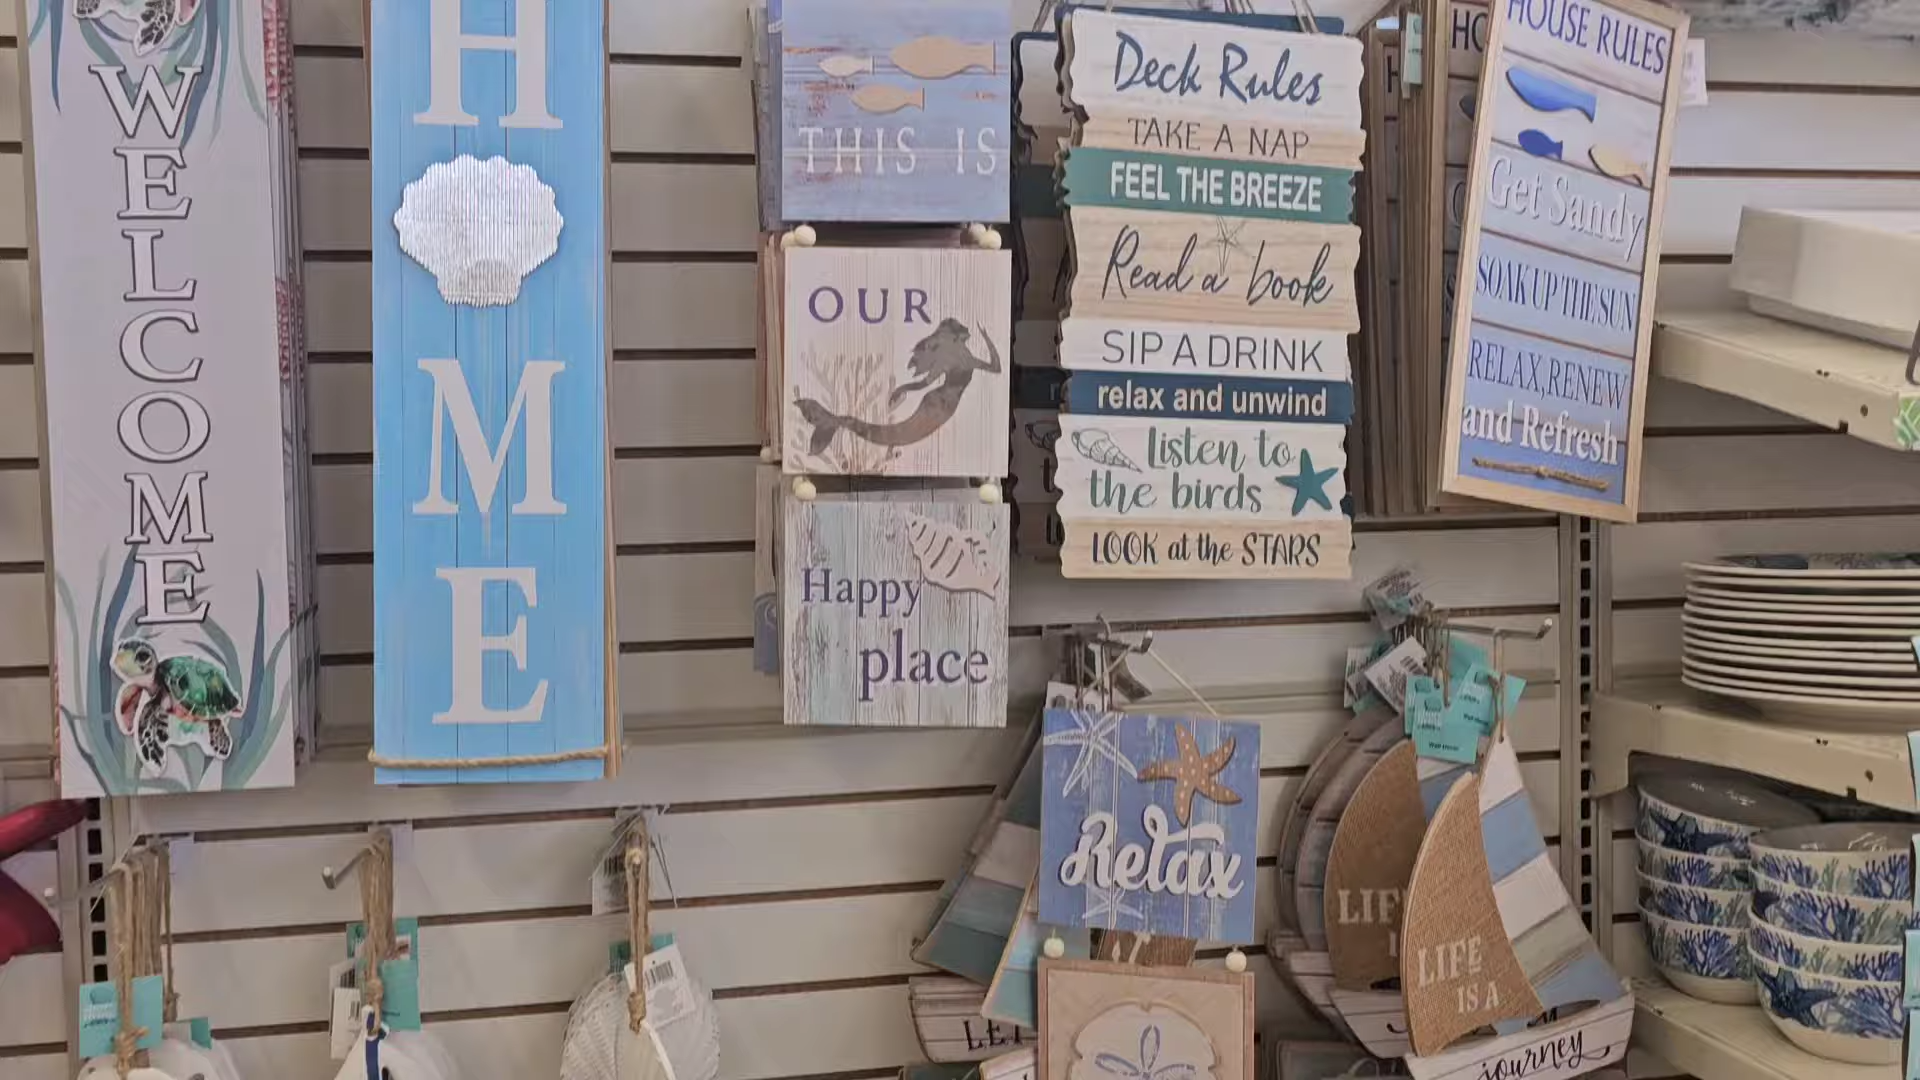 WELCOME
H
ME
THIS IS
OUR
Happy
place
Deck Rules
TAKE A NAP
FEEL THE BREEZE
Read a book
SIP A DRINK
relax and unwind
Listen to
the birds
LOOK at the STARS
HOUSE RULES
Get Sandy
SOAK UP THE SUN
RELAX, RENEW
and Refresh
Relax
LIFE
IS A
journey